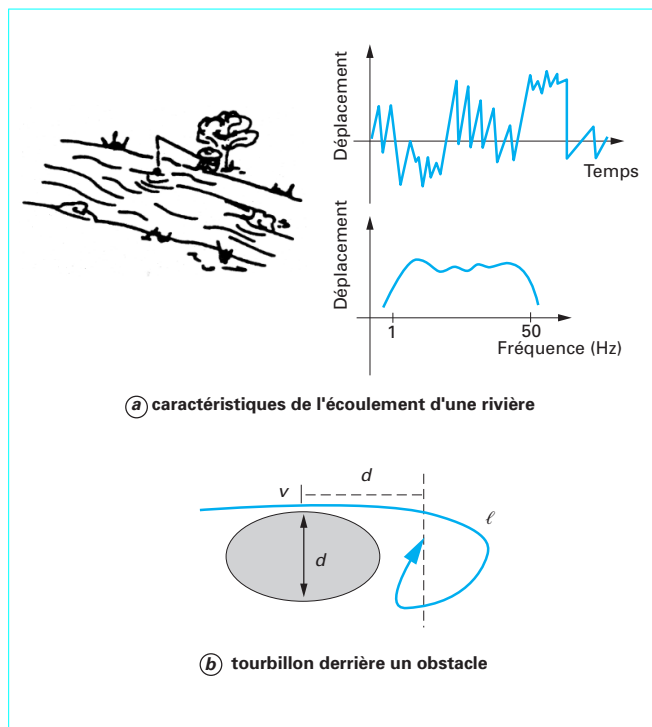 Déplacement
Temps
Déplacement
1 50
Fréquence (Hz)
a caractéristiques de l'écoulement d'une rivière
d
v
ℓ
d
b tourbillon derrière un obstacle